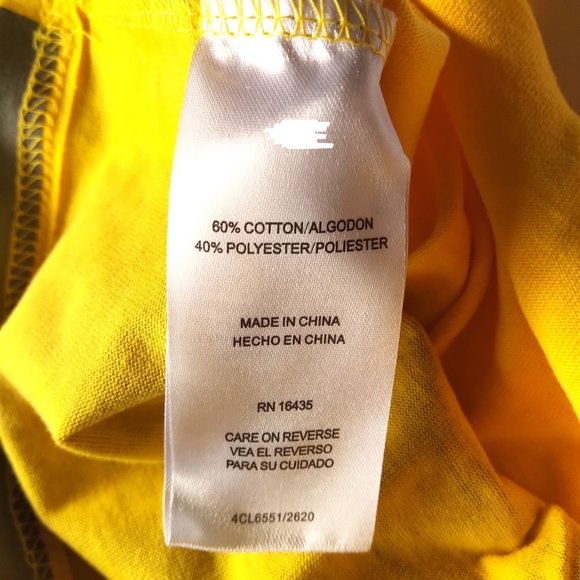 60% COTTON/ALGODON
40% POLYESTER/POLIESTER
MADE IN CHINA
HECHO EN CHINA
RN 16435
CARE ON REVERSE
VEA EL REVERSO
PARA SU CUIDADO
4CL6551/2620